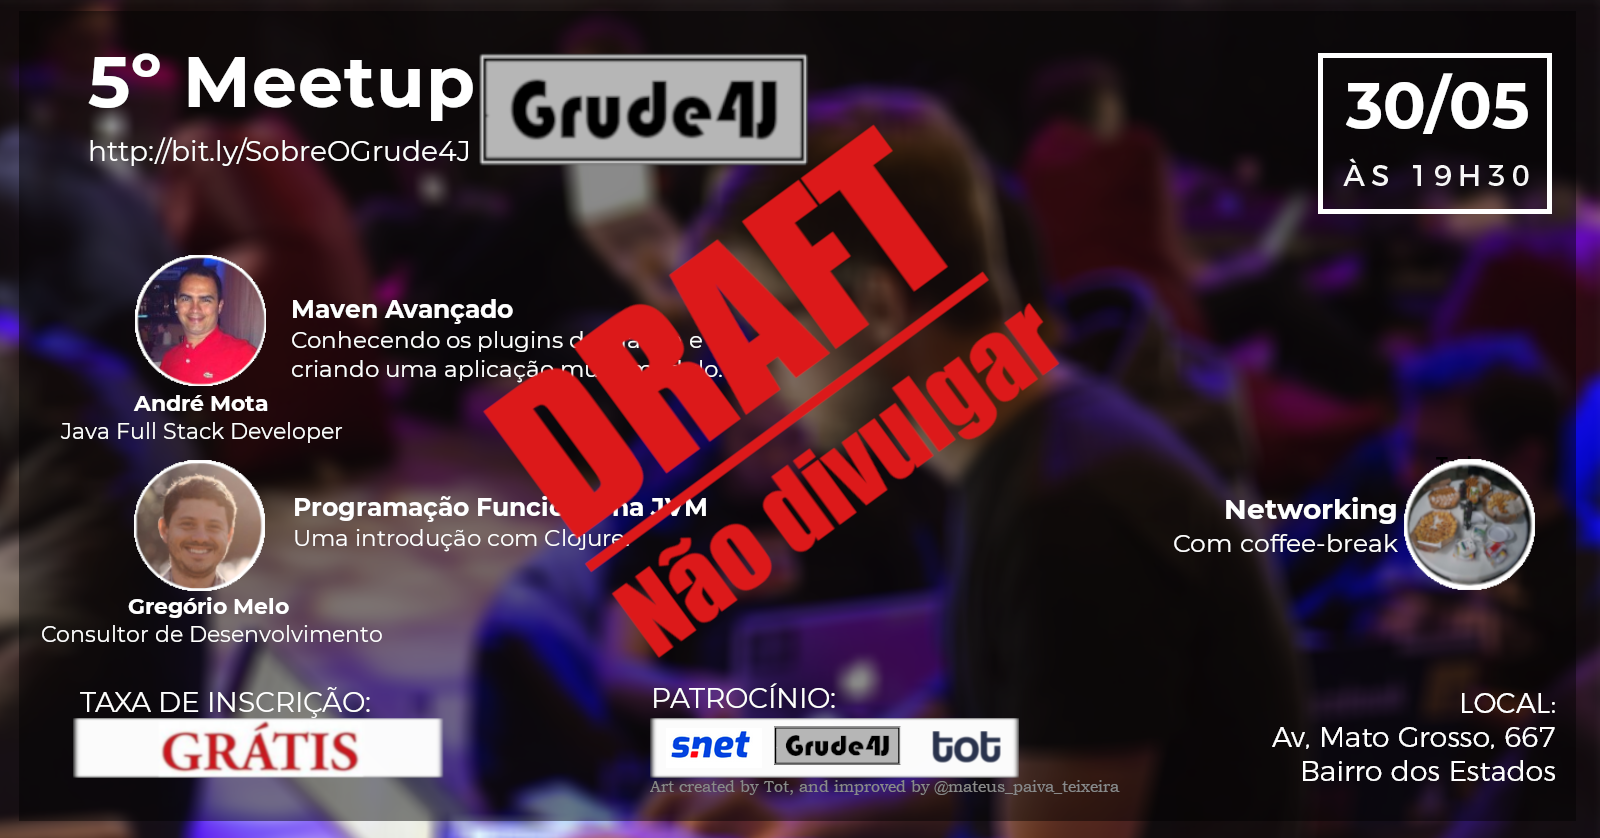 5º Meetup
Grude4J
http://bit.ly/SobreOGrude4J
30/05
ÀS 19H30
Maven Avançado
Conhecendo os plugins e
criando uma aplicação
André Mota
Java Full Stack Developer
DRAFT
Não divulgar
Programação na JVM
Uma introdução com Clojure.
Gregório Melo
Consultor de Desenvolvimento
Networking
Com coffee-break
TAXA DE INSCRIÇÃO:
GRÁTIS
PATROCÍNIO:
s.net Grude4J tot
Art created by Tot, and improved by @mateus_paiva_teixeira
LOCAL:
Av, Mato Grosso, 667
Bairro dos Estados